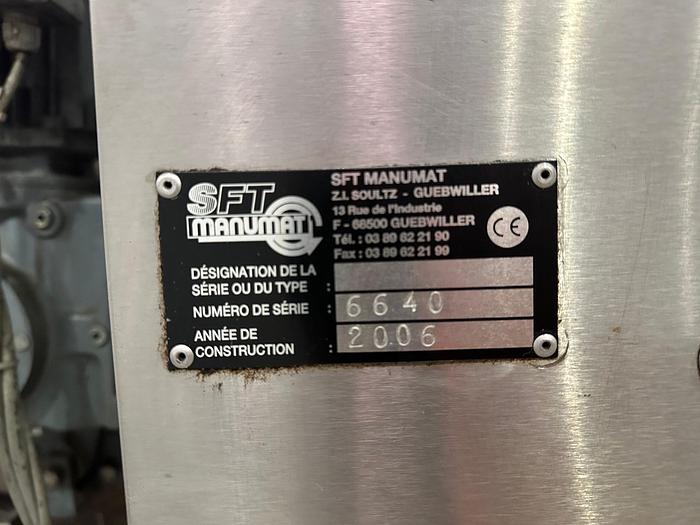 SFT
MANUMAT
SFT MANUMAT
Z.I. SOULTZ - GUEBWILLER
13 Rue de l'Industrie
F - 68500 GUEBWILLER
Tél. : 03 89 62 21 90
Fax : 03 89 62 21 99
CE
DÉSIGNATION DE LA
SÉRIE OU DU TYPE :
NUMÉRO DE SÉRIE : 6640
ANNÉE DE
CONSTRUCTION : 2006